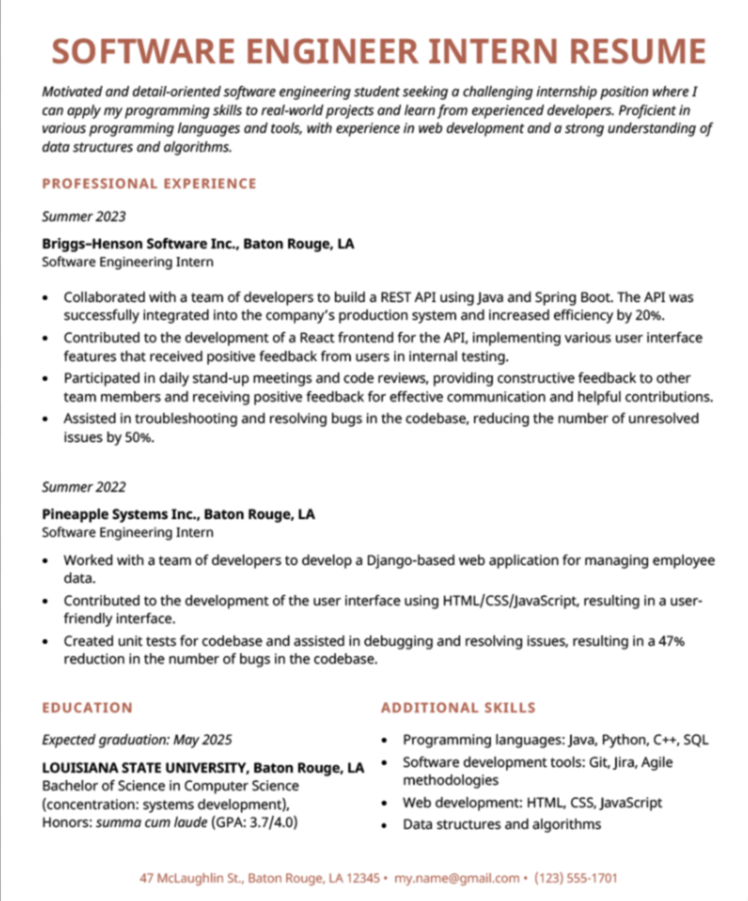 SOFTWARE ENGINEER INTERN RESUME
Motivated and detail-oriented software engineering student seeking a challenging internship position where I
can apply my programming skills to real-world projects and learn from experienced developers. Proficient in
various programming languages and tools, with experience in web development and a strong understanding of
data structures and algorithms.
PROFESSIONAL EXPERIENCE
Summer 2023
Briggs–Henson Software Inc., Baton Rouge, LA
Software Engineering Intern
• Collaborated with a team of developers to build a REST API using Java and Spring Boot. The API was
successfully integrated into the company's production system and increased efficiency by 20%.
• Contributed to the development of a React frontend for the API, implementing various user interface
features that received positive feedback from users in internal testing.
• Participated in daily stand-up meetings and code reviews, providing constructive feedback to other
team members and receiving positive feedback for effective communication and helpful contributions.
• Assisted in troubleshooting and resolving bugs in the codebase, reducing the number of unresolved
issues by 50%.
Summer 2022
Pineapple Systems Inc., Baton Rouge, LA
Software Engineering Intern
• Worked with a team of developers to develop a Django-based web application for managing employee
data.
• Contributed to the development of the user interface using HTML/CSS/JavaScript, resulting in a user-
friendly interface.
• Created unit tests for codebase and assisted in debugging and resolving issues, resulting in a 47%
reduction in the number of bugs in the codebase.
EDUCATION
Expected graduation: May 2025
LOUISIANA STATE UNIVERSITY, Baton Rouge, LA
Bachelor of Science in Computer Science
(concentration: systems development),
Honors: summa cum laude (GPA: 3.7/4.0)
ADDITIONAL SKILLS
• Programming languages: Java, Python, C++, SQL
• Software development tools: Git, Jira, Agile
methodologies
• Web development: HTML, CSS, JavaScript
• Data structures and algorithms
47 McLaughlin St., Baton Rouge, LA 12345 • my.name@gmail.com • (123) 555-1701